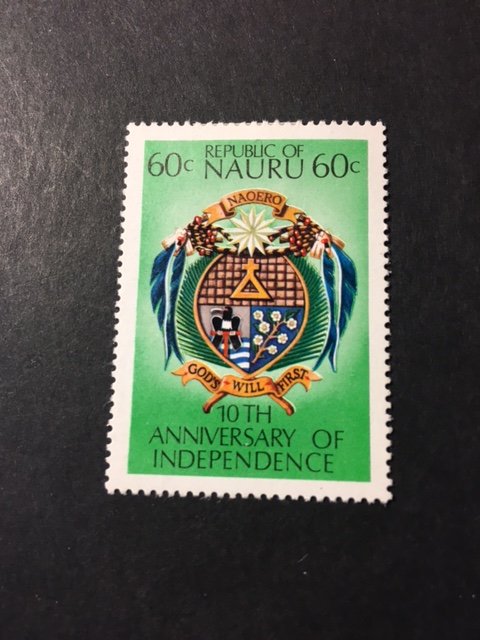 REPUBLIC OF
60c NAURU 60c
NAOERO
GOD'S WILL FIRST
10TH
ANNIVERSARY OF
INDEPENDENCE